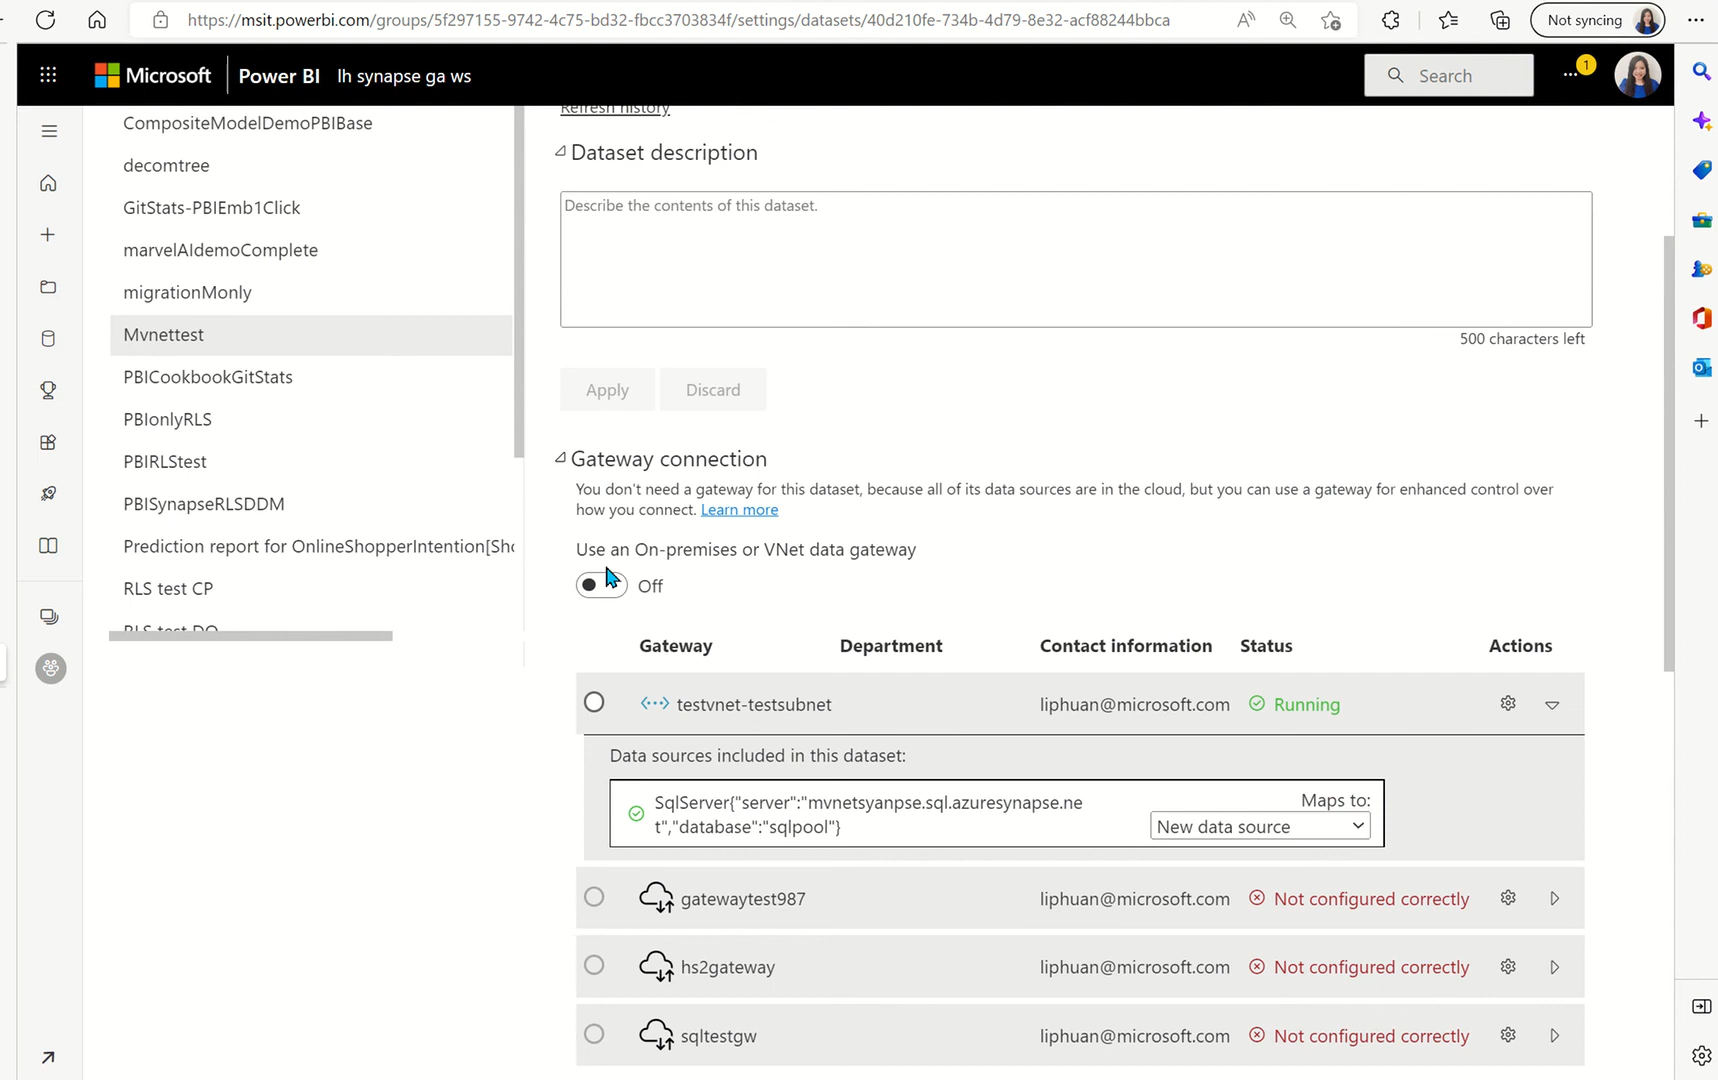 https://msit.powerbi.com/groups/5f297155-9742-4c75-bd32-fbcc3703834f/settings/datasets/40d210fe-734b-4d79-8e32-acf88244bbca
Not syncing
Microsoft
Power BI
lh synapse ga ws
Search
1
CompositeModelDemoPBIBase
decomtree
GitStats-PBIEmb1Click
marvelAIdemoComplete
migrationMonly
Mvnettest
PBICookbookGitStats
PBIonlyRLS
PBIRLStest
PBISynapseRLSDDM
Prediction report for OnlineShopperIntention[Sho
RLS test CP
RLS test DQ
Refresh history
Dataset description
Describe the contents of this dataset.
500 characters left
Apply
Discard
Gateway connection
You don't need a gateway for this dataset, because all of its data sources are in the cloud, but you can use a gateway for enhanced control over
how you connect. Learn more
Use an On-premises or VNet data gateway
Off
Gateway Department Contact information Status Actions
testvnet-testsubnet liphuan@microsoft.com Running
Data sources included in this dataset:
SqlServer{"server":"mvnetsyanpse.sql.azuresynapse.ne
t","database":"sqlpool"}
Maps to:
New data source
gatewaytest987 liphuan@microsoft.com Not configured correctly
hs2gateway liphuan@microsoft.com Not configured correctly
sqltestgw liphuan@microsoft.com Not configured correctly